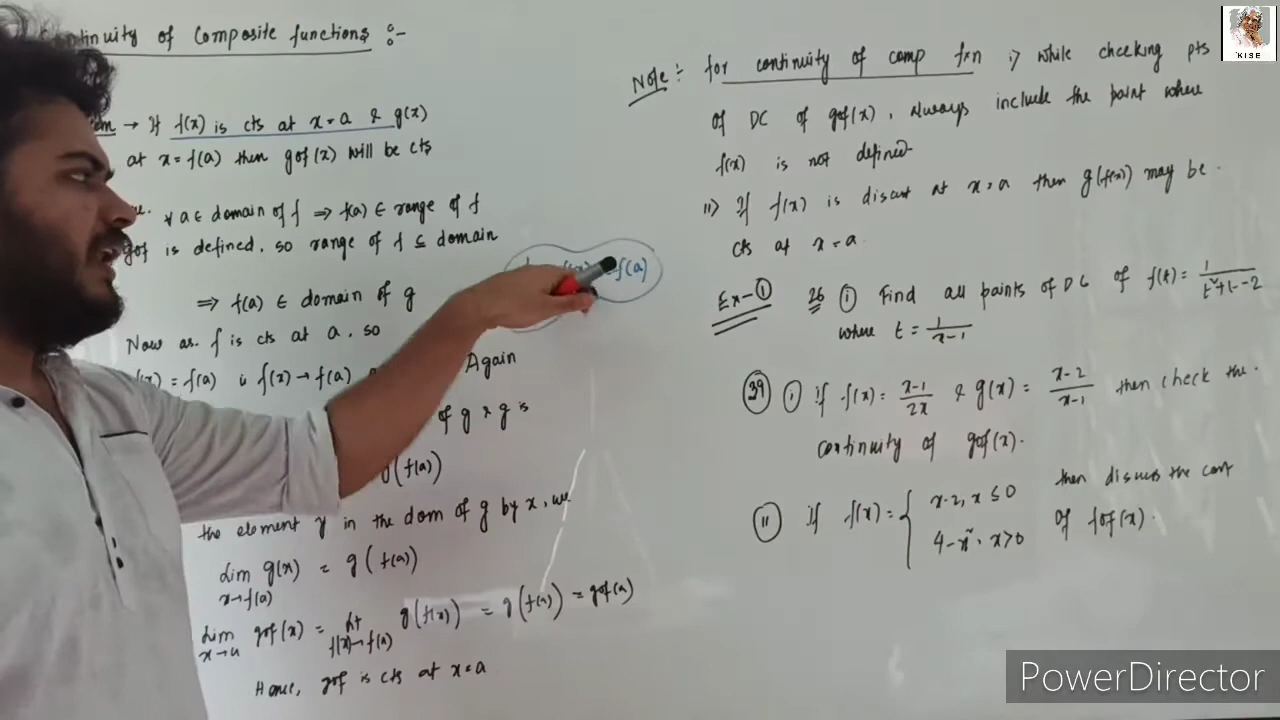 ntinuity of Composite functions :-
→ If f(x) is cts at x = a & g(x)
at x = f(a) then gof(x) will be cts
∀ a ∈ domain of f ⇒ f(a) ∈ range of f
gof is defined, so range of f ⊆ domain
⇒ f(a) ∈ domain of g
Now as f is cts at a, so
f(x) = f(a) i f(x) → f(a)
Again
of g & g is
g(f(a))
the element y in the dom of g by x, we
Lim g(x) = g(f(a))
x→f(a)
Lim gof(x) = Lt g(f(x)) = g(f(a)) = gof(a)
x→a f(x)→f(a)
Hence, gof is cts at x = a
f(a)
Note :- for continuity of comp fxn i) while checking pts
of DC of gof(x), Always include the point where
f(x) is not defined
ii) If f(x) is discont at x = a then g(f(x)) may be
cts at x = a
Ex-① 26 ⓘ Find all points of DC of f(t) = 1/(t²+t-2)
where t = 1/(x-1)
39 ⓘ if f(x) = (x-1)/2x & g(x) = (x-2)/(x-1) then check the
continuity of gof(x).
ii if f(x) = { x-2, x ≤ 0 then discuss the cont
4-x², x>0 of fof(x).
KISE
PowerDirector